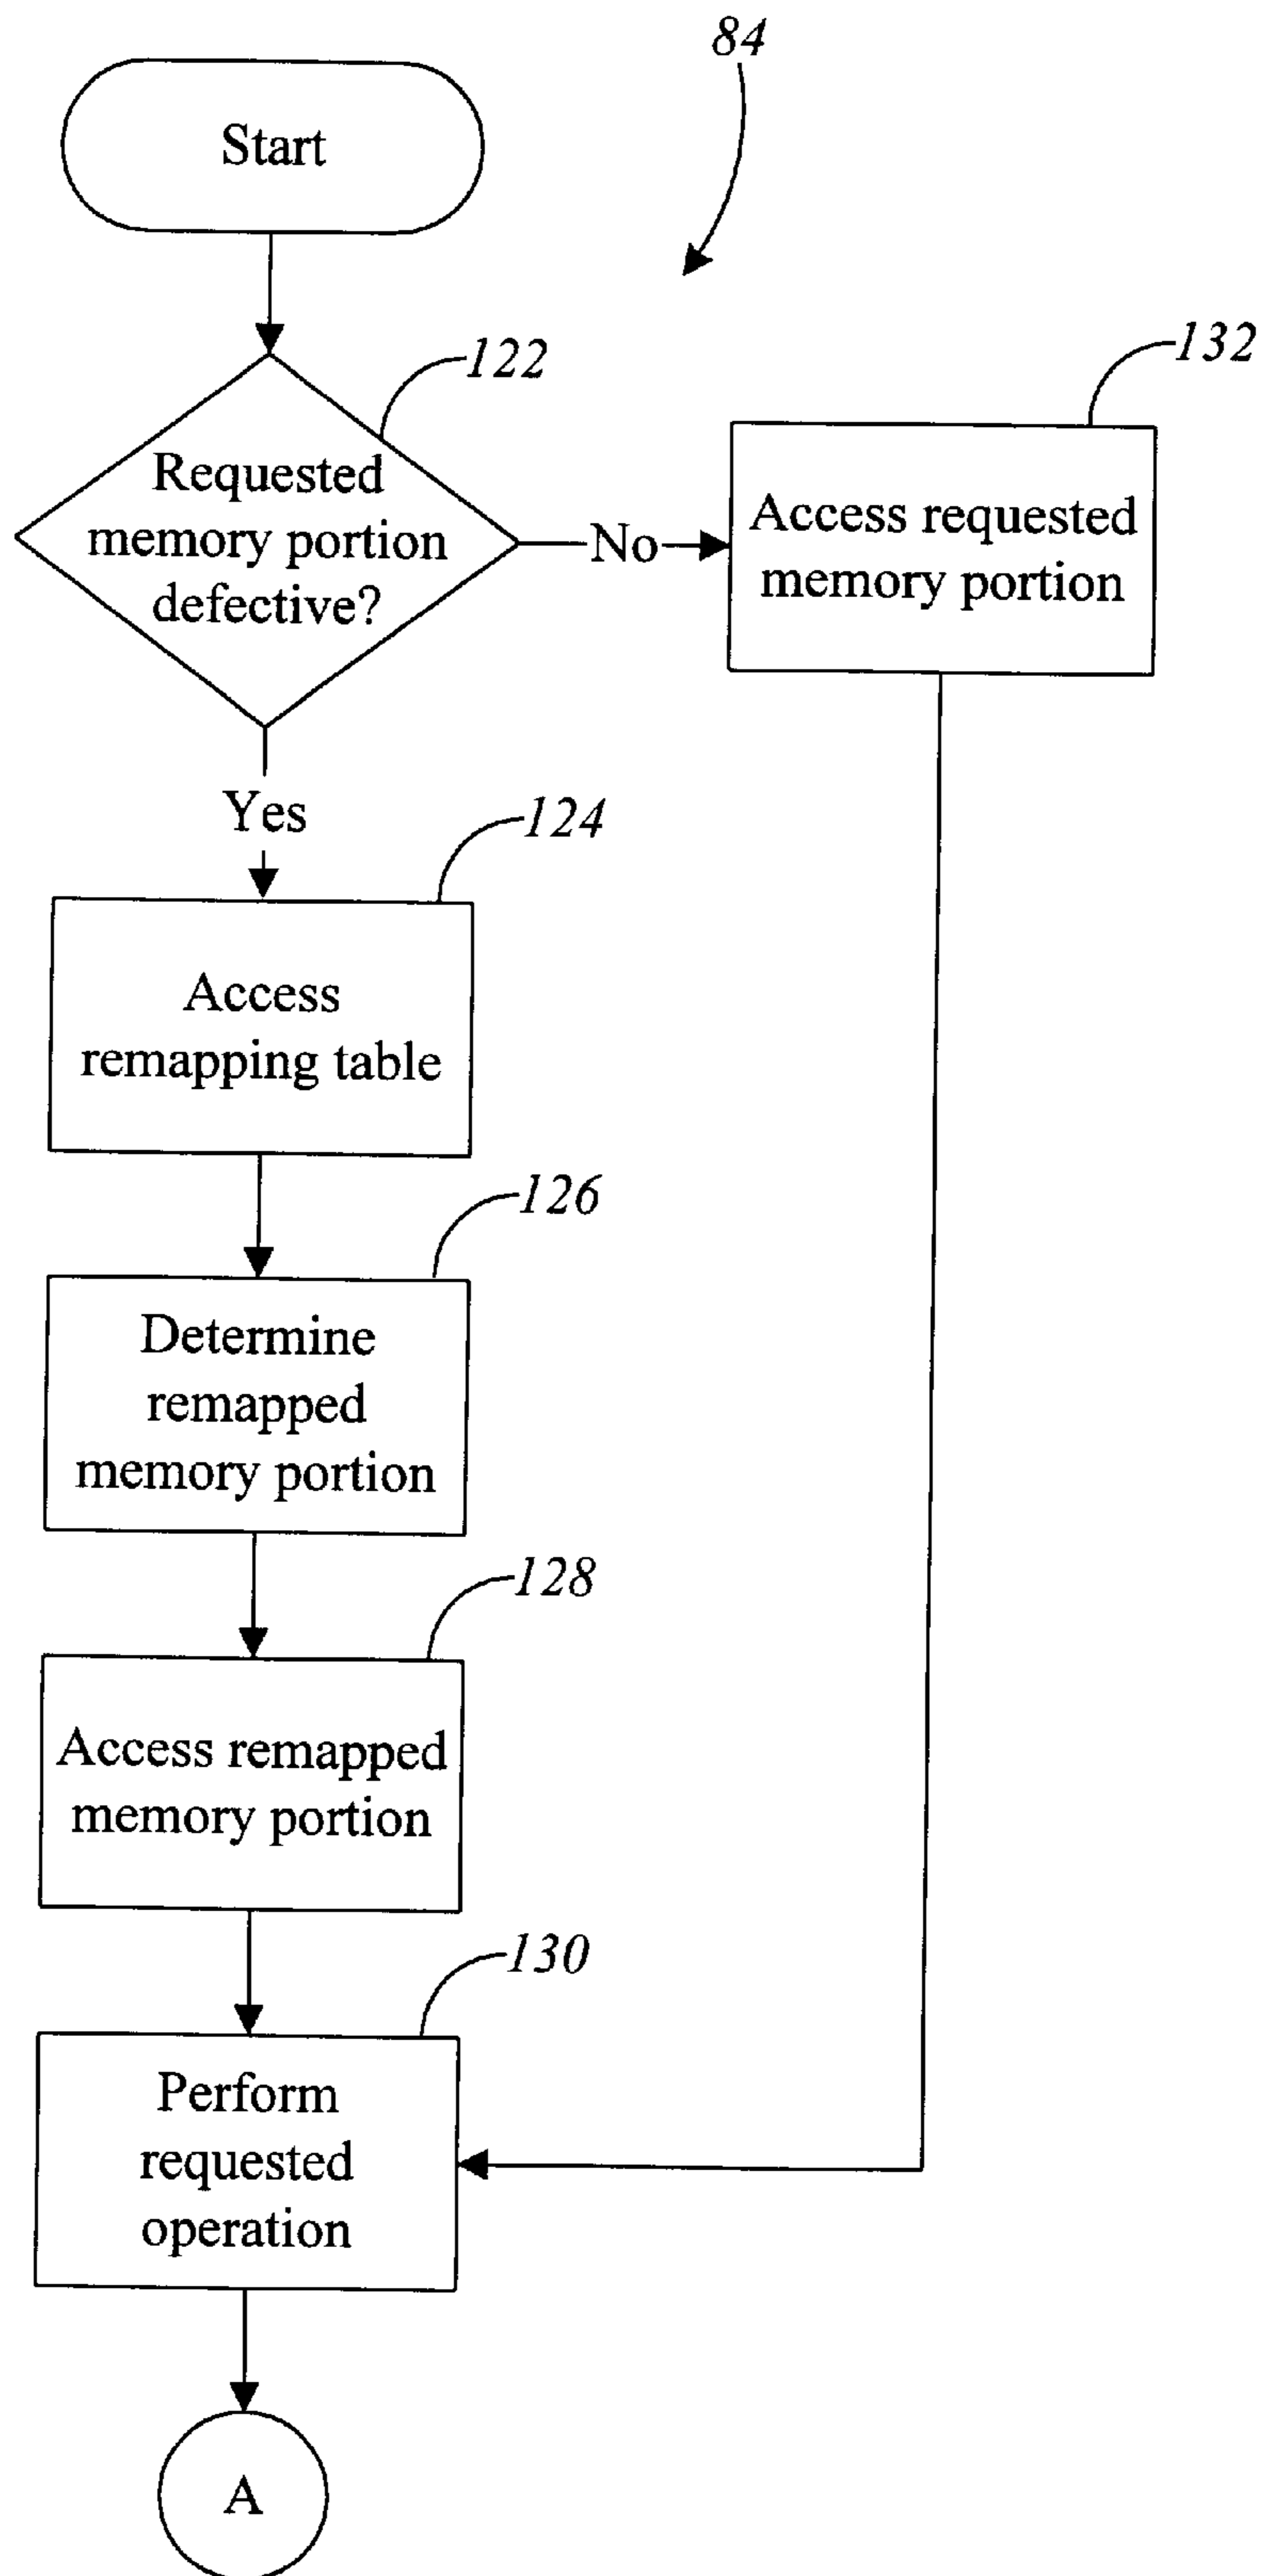 84
Start
122
Requested
memory portion
defective?
No
132
Access requested
memory portion
Yes
124
Access
remapping table
126
Determine
remapped
memory portion
128
Access remapped
memory portion
130
Perform
requested
operation
A